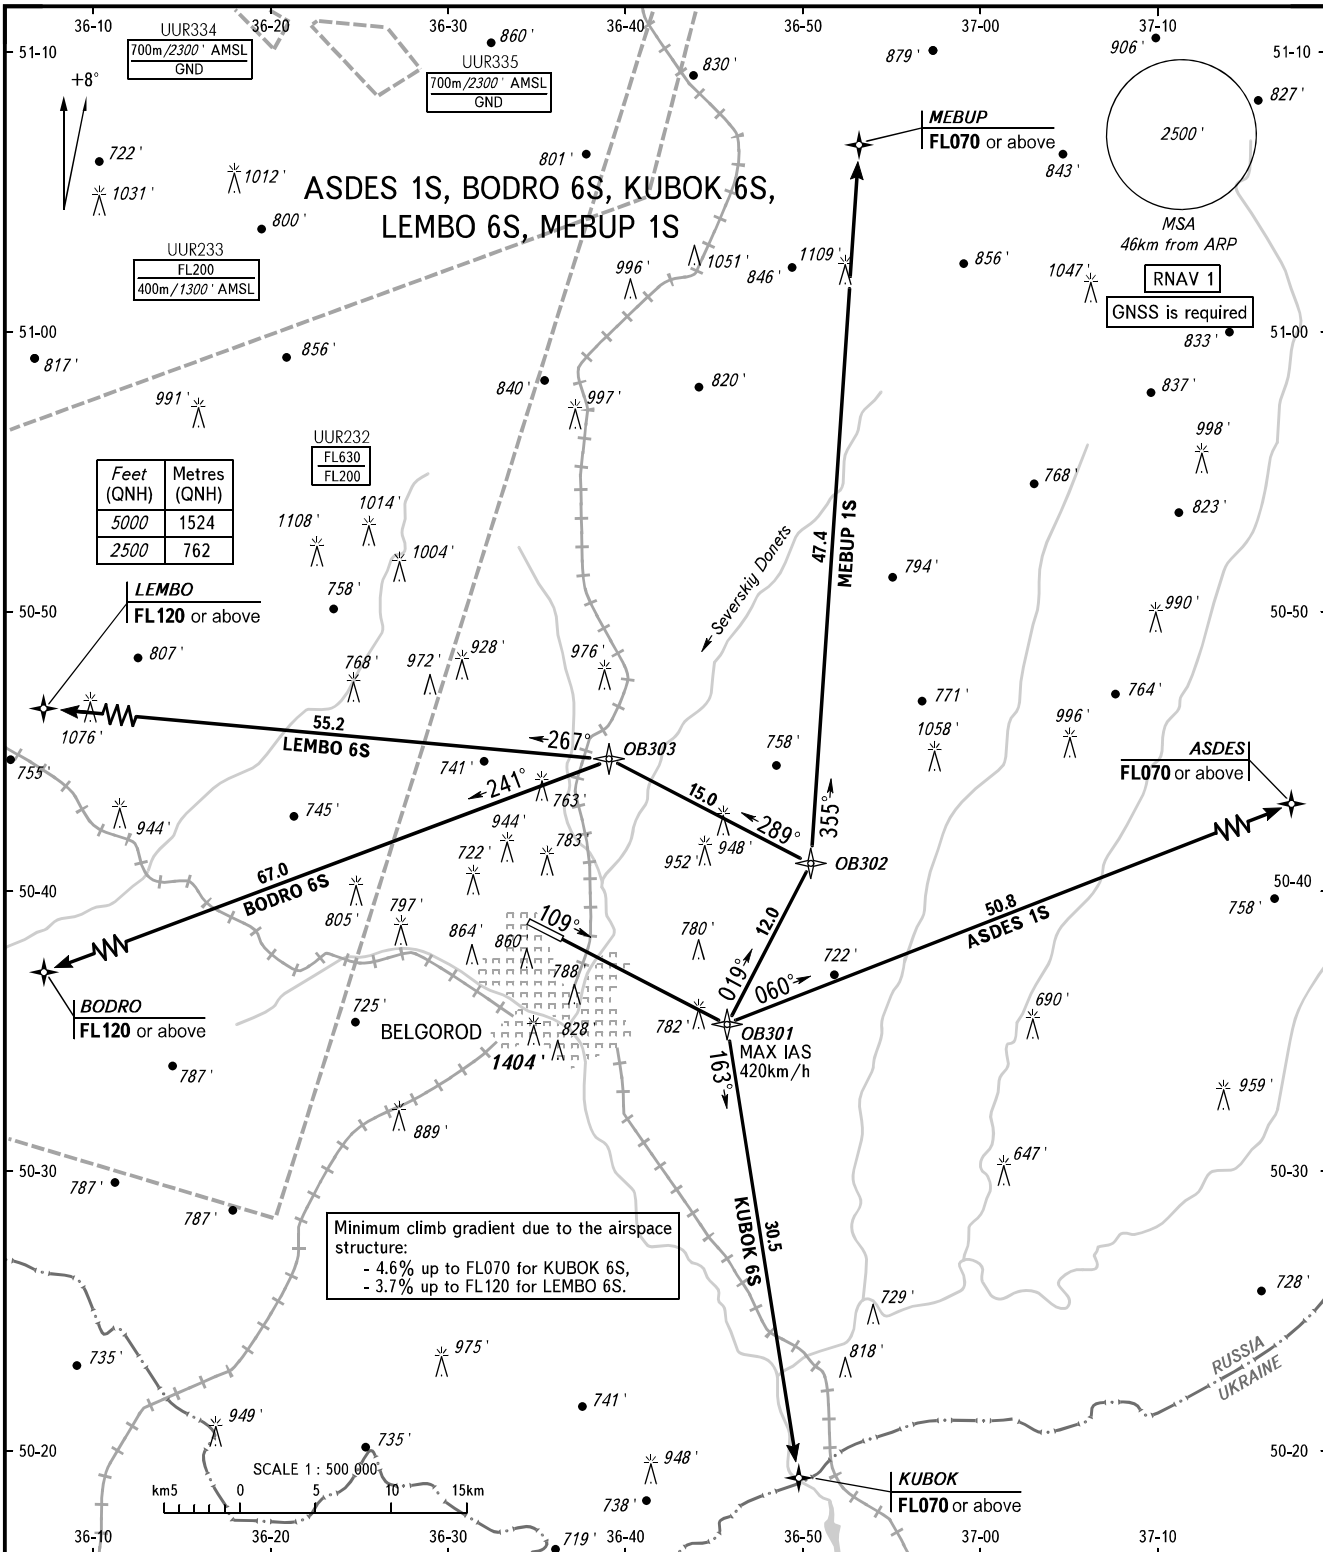 36-10 36-20 36-30 36-40 36-50 37-00 37-10
51-10 51-10
UUR334
700m/2300' AMSL
GND
860'
UUR335
700m/2300' AMSL
GND
830'
879'
906'
827'
+8°
MEBUP
FL070 or above
2500'
722'
1031'
1012'
801'
843'
ASDES 1S, BODRO 6S, KUBOK 6S,
LEMBO 6S, MEBUP 1S
800'
MSA
46km from ARP
UUR233
FL200
400m/1300' AMSL
996'
1051'
846'
1109'
856'
1047'
RNAV 1
GNSS is required
51-00 51-00
833'
817'
856'
840'
820'
837'
991'
997'
998'
UUR232
FL630
FL200
Feet
(QNH)
Metres
(QNH)
5000 1524
2500 762
768'
823'
1014'
1108'
1004'
47.4
MEBUP 1S
Severskiy Donets
794'
LEMBO
FL120 or above
758'
50-50 50-50
990'
807'
768'
972'
928'
976'
771'
764'
1076'
55.2
LEMBO 6S
267°
OB303
758'
1058'
996'
ASDES
FL070 or above
755'
741'
241°
763'
15.0
289°
355°
944'
745'
944'
783'
952'
948'
OB302
722'
67.0
BODRO 6S
50-40 50-40
805'
797'
864'
860'
109°
780'
12.0
50.8
ASDES 1S
758'
788'
019°
060°
722'
BODRO
FL120 or above
725'
BELGOROD
828'
1404'
782'
OB301
MAX IAS
420km/h
163°
690'
787'
959'
889'
647'
50-30 50-30
787'
787'
Minimum climb gradient due to the airspace
structure:
- 4.6% up to FL070 for KUBOK 6S,
- 3.7% up to FL120 for LEMBO 6S.
30.5
KUBOK 6S
729'
728'
818'
RUSSIA
UKRAINE
735'
975'
741'
949'
735'
50-20 50-20
948'
SCALE 1 : 500 000
km5 0 5 10 15km
738'
KUBOK
FL070 or above
719'
36-10 36-20 36-30 36-40 36-50 37-00 37-10